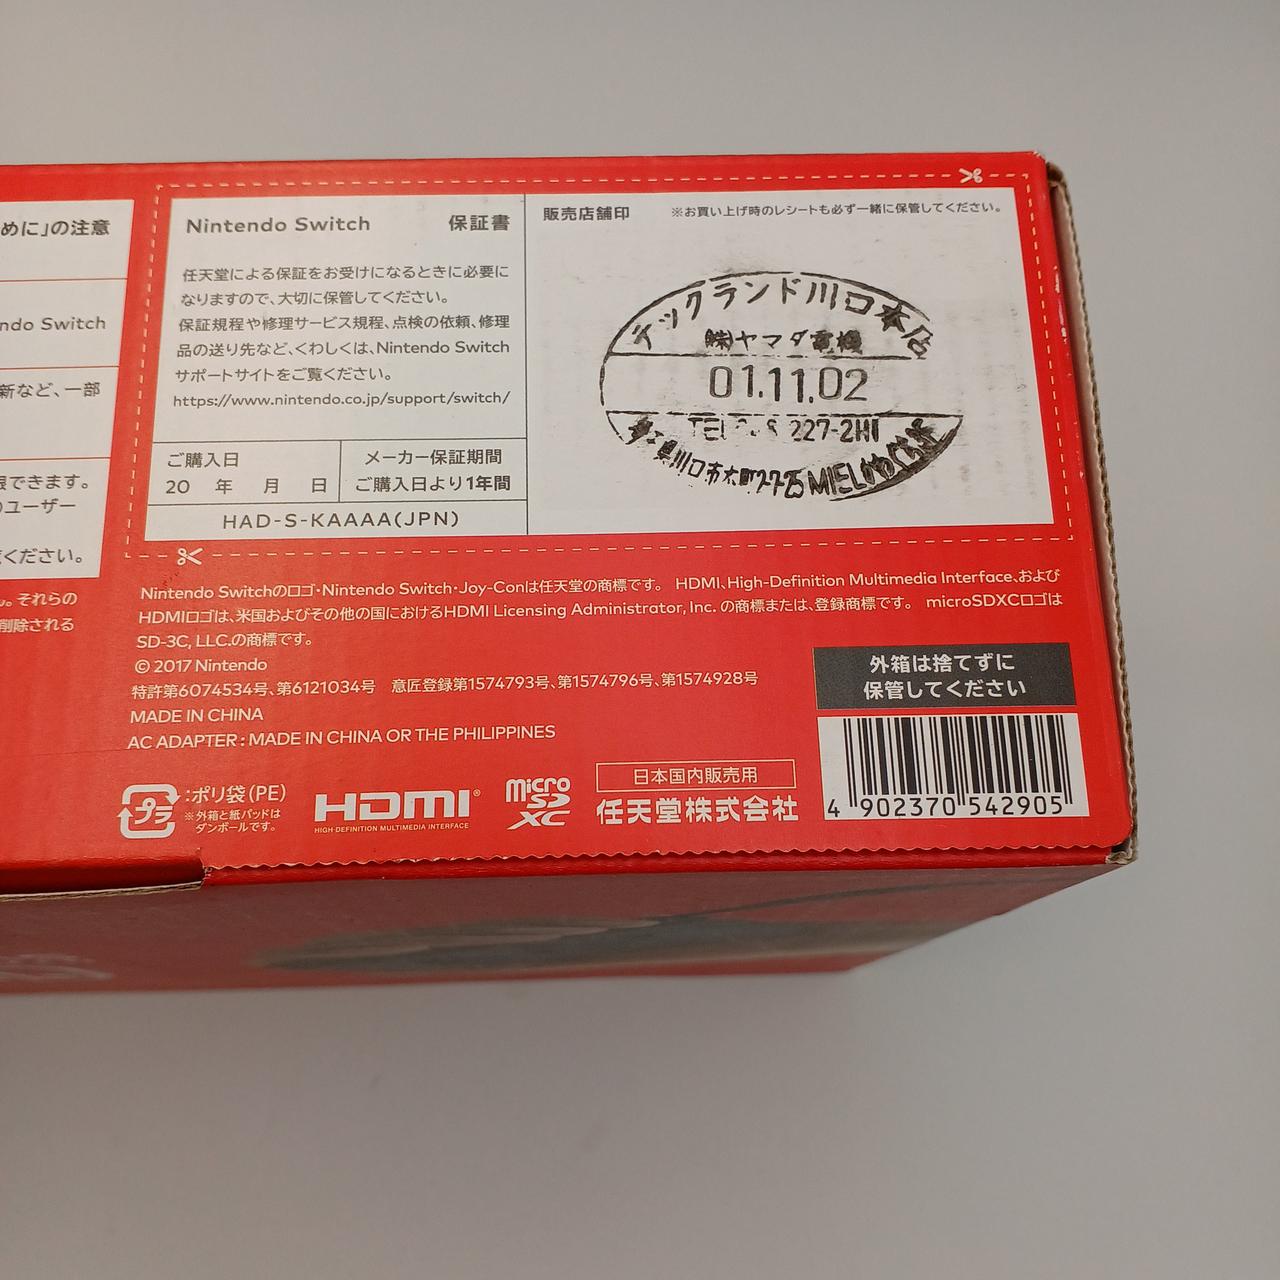 めに」の注意
ndo Switch
新など、一部
限できます。
のユーザー
ください。
。それらの
削除される
Nintendo Switch 保証書
任天堂による保証をお受けになるときに必要に
なりますので、大切に保管してください。
保証規程や修理サービス規程、点検の依頼、修理
品の送り先など、くわしくは、Nintendo Switch
サポートサイトをご覧ください。
https://www.nintendo.co.jp/support/switch/
ご購入日
20 年 月 日
メーカー保証期間
ご購入日より1年間
HAD-S-KAAAA(JPN)
販売店舗印 ※お買い上げ時のレシートも必ず一緒に保管してください。
テックランド川口本店
㈱ヤマダ電機
01.11.02
TEL 227-2111
川口市本町2-7-25 MIELかわぐち
Nintendo Switchのロゴ・Nintendo Switch・Joy-Conは任天堂の商標です。 HDMI、High-Definition Multimedia Interface、および
HDMIロゴは、米国およびその他の国におけるHDMI Licensing Administrator, Inc. の商標または、登録商標です。 microSDXCロゴは
SD-3C, LLC.の商標です。
© 2017 Nintendo
特許第6074534号、第6121034号 意匠登録第1574793号、第1574796号、第1574928号
MADE IN CHINA
AC ADAPTER : MADE IN CHINA OR THE PHILIPPINES
プラ
:ポリ袋(PE)
※外箱と紙パッドは
ダンボールです。
HDMI®
HIGH-DEFINITION MULTIMEDIA INTERFACE
micro
SD
XC
日本国内販売用
任天堂株式会社
外箱は捨てずに
保管してください
4 902370 542905